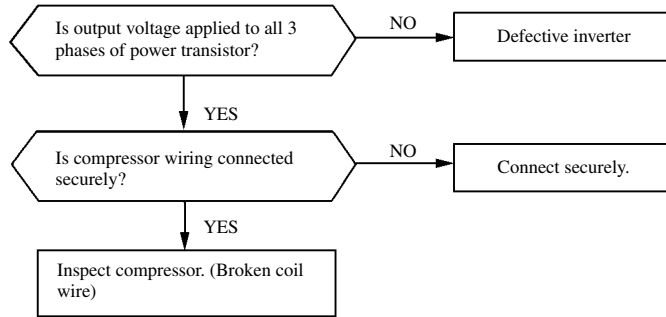 Is output voltage applied to all 3
phases of power transistor?
NO
Defective inverter
YES
Is compressor wiring connected
securely?
NO
Connect securely.
YES
Inspect compressor. (Broken coil
wire)